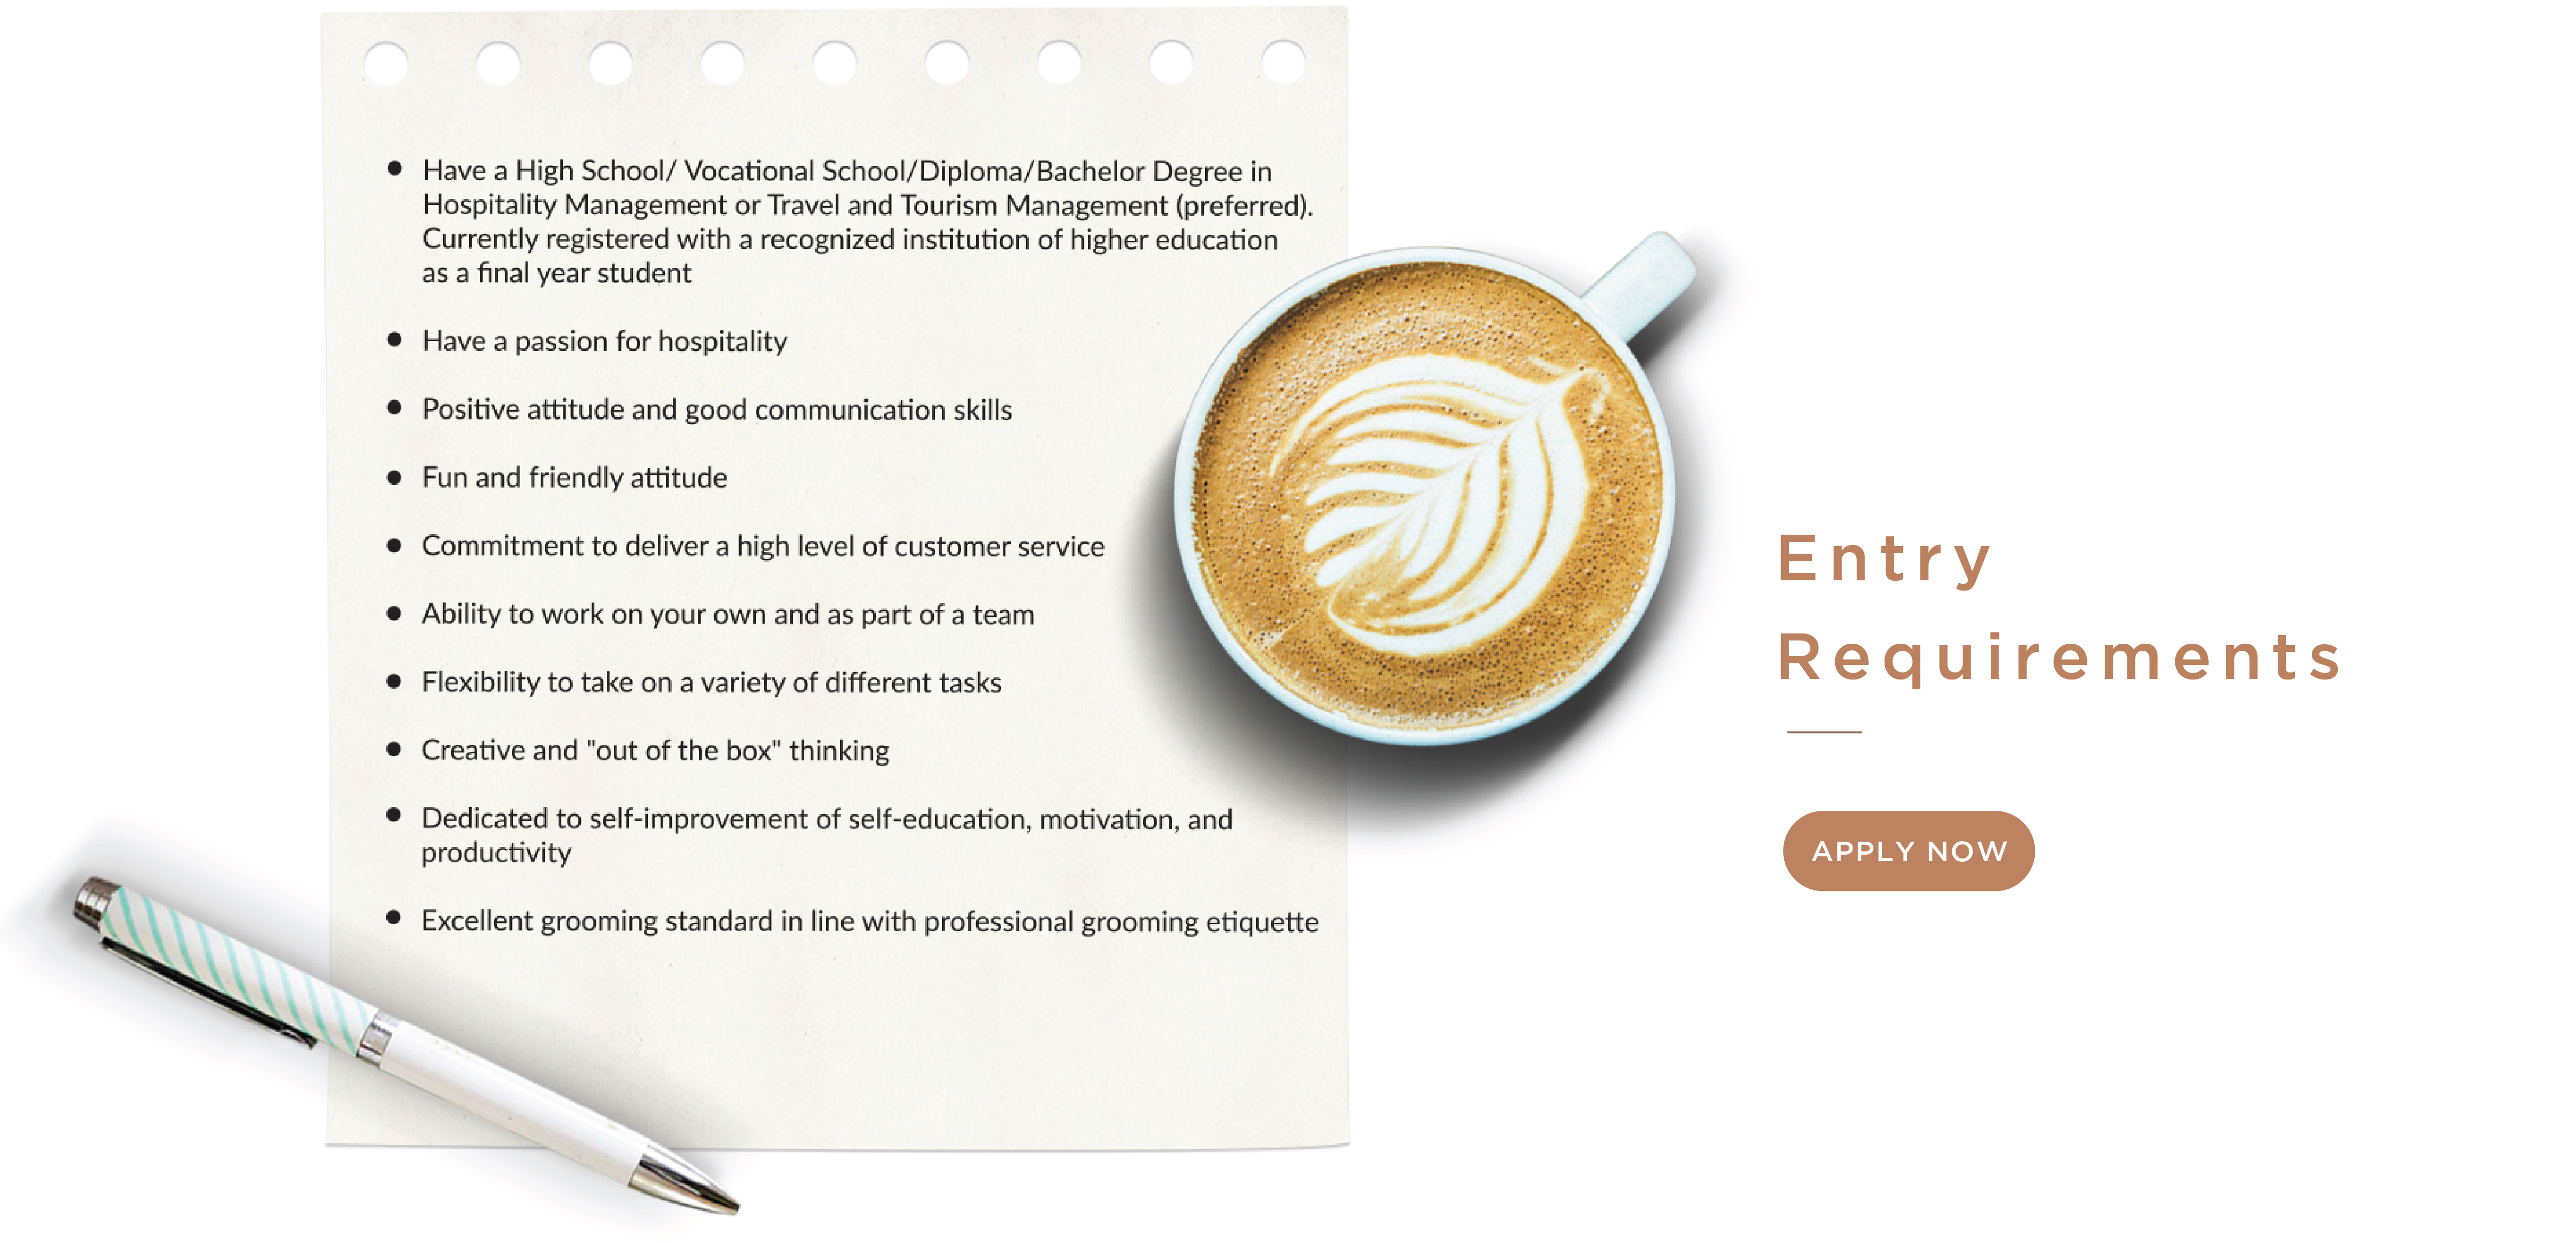 Have a High School/ Vocational School/Diploma/Bachelor Degree in
Hospitality Management or Travel and Tourism Management (preferred).
Currently registered with a recognized institution of higher education
as a final year student
Have a passion for hospitality
Positive attitude and good communication skills
Fun and friendly attitude
Commitment to deliver a high level of customer service
Ability to work on your own and as part of a team
Flexibility to take on a variety of different tasks
Creative and "out of the box" thinking
Dedicated to self-improvement of self-education, motivation, and
productivity
Excellent grooming standard in line with professional grooming etiquette
Entry
Requirements
APPLY NOW